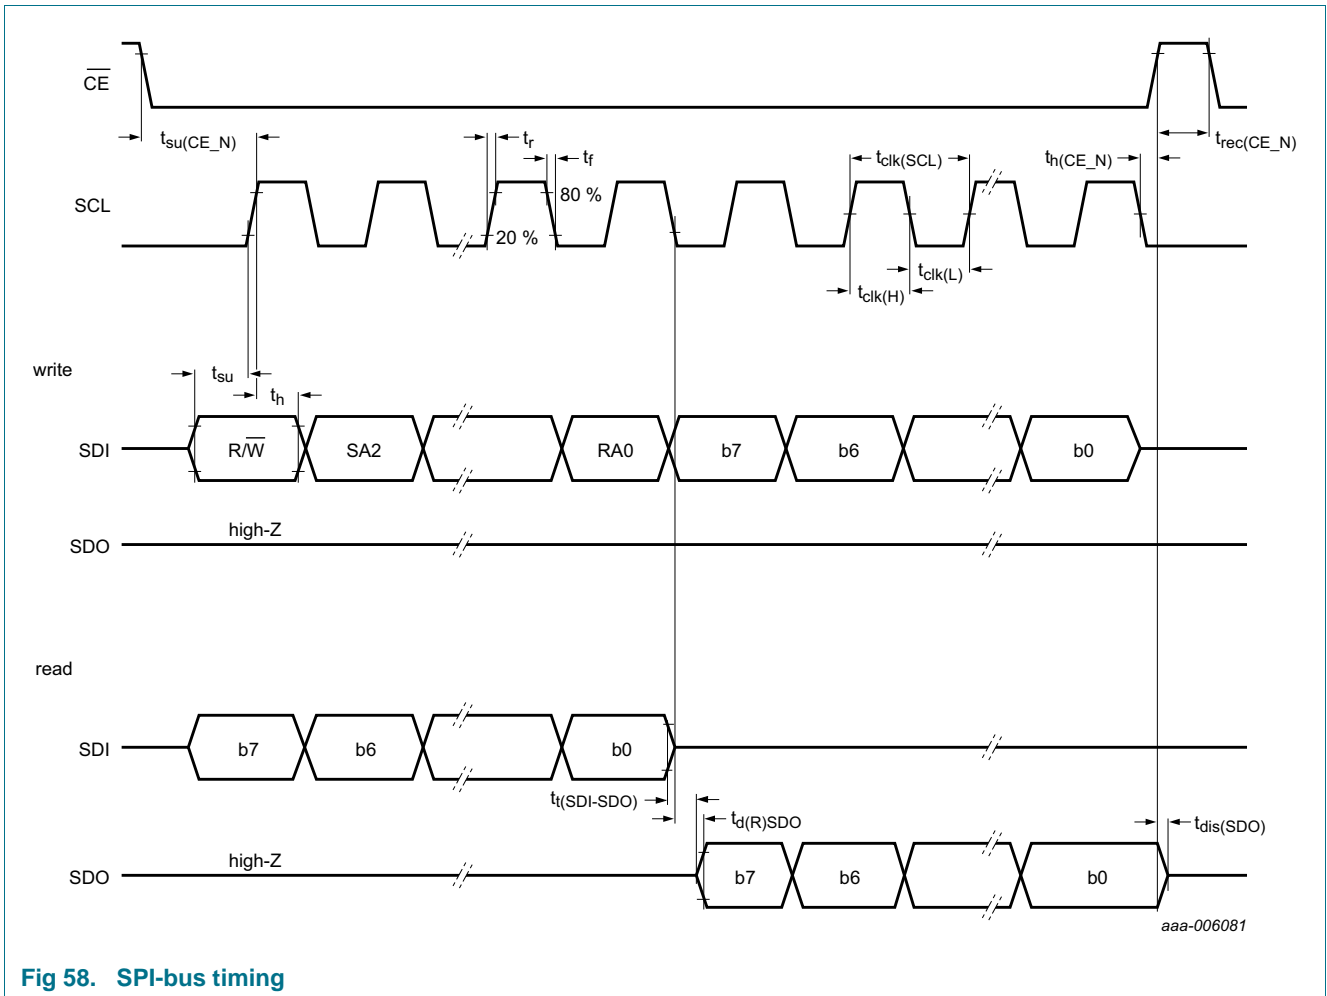 CE
tsu(CE_N)
tr
tf
tclk(SCL)
th(CE_N)
trec(CE_N)
SCL
80 %
20 %
tclk(L)
tclk(H)
write
tsu
th
SDI
R/W
SA2
RA0
b7
b6
b0
high-Z
SDO
read
SDI
b7
b6
b0
tt(SDI-SDO)
td(R)SDO
tdis(SDO)
high-Z
SDO
b7
b6
b0
aaa-006081
Fig 58. SPI-bus timing